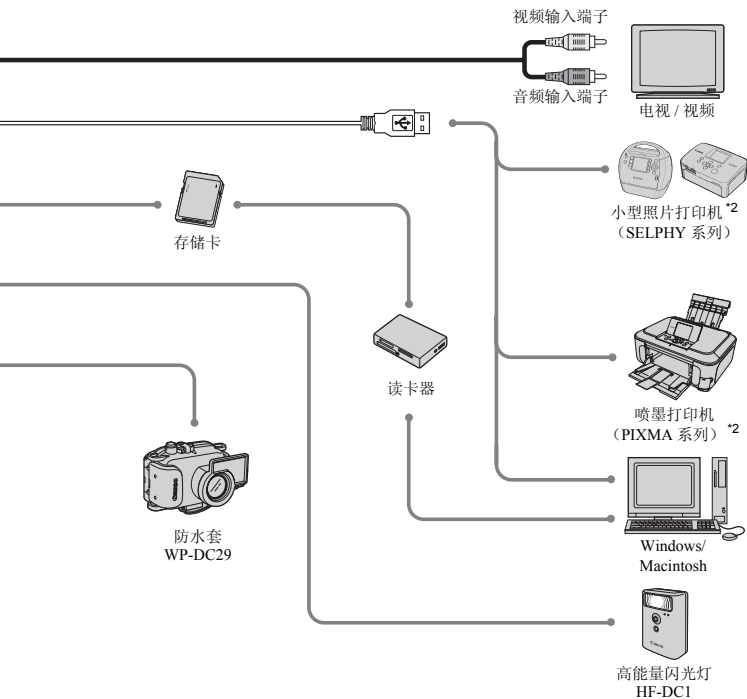 视频输入端子
音频输入端子
电视 / 视频
小型照片打印机 *2
（SELPHY 系列）
存储卡
读卡器
喷墨打印机
（PIXMA 系列） *2
Canon
防水套
WP-DC29
Windows/
Macintosh
高能量闪光灯
HF-DC1